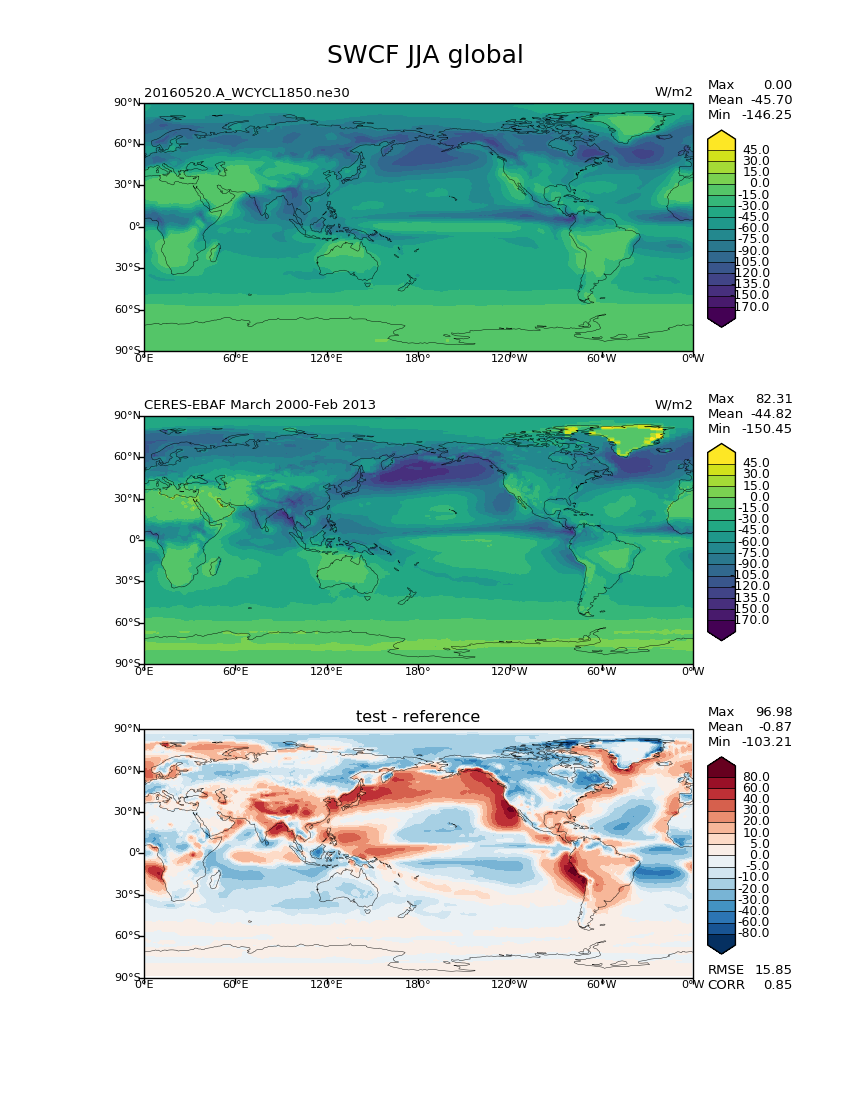 SWCF JJA global
20160520.A_WCYCL1850.ne30 W/m2
Max 0.00
Mean -45.70
Min -146.25
90°N
60°N
30°N
0°
30°S
60°S
90°S
0°E 60°E 120°E 180° 120°W 60°W 0°W
45.0
30.0
15.0
0.0
-15.0
-30.0
-45.0
-60.0
-75.0
-90.0
-105.0
-120.0
-135.0
-150.0
-170.0
CERES-EBAF March 2000-Feb 2013 W/m2
Max 82.31
Mean -44.82
Min -150.45
90°N
60°N
30°N
0°
30°S
60°S
90°S
0°E 60°E 120°E 180° 120°W 60°W 0°W
45.0
30.0
15.0
0.0
-15.0
-30.0
-45.0
-60.0
-75.0
-90.0
-105.0
-120.0
-135.0
-150.0
-170.0
test - reference
Max 96.98
Mean -0.87
Min -103.21
90°N
60°N
30°N
0°
30°S
60°S
90°S
0°E 60°E 120°E 180° 120°W 60°W 0°W
80.0
60.0
40.0
30.0
20.0
10.0
5.0
0.0
-5.0
-10.0
-20.0
-30.0
-40.0
-60.0
-80.0
RMSE 15.85
CORR 0.85